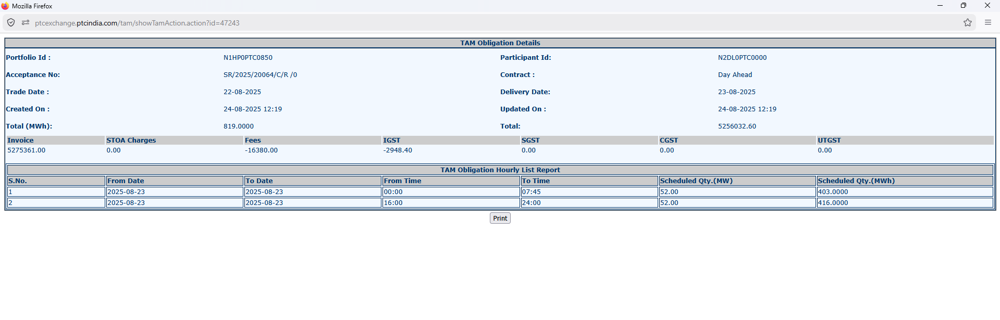 Mozilla Firefox
ptcexchange.ptcindia.com/tam/showTamAction.action?id=47243
TAM Obligation Details
Portfolio Id : N1HP0PTC0850 Participant Id: N2DL0PTC0000
Acceptance No: SR/2025/20064/C/R /0 Contract : Day Ahead
Trade Date : 22-08-2025 Delivery Date: 23-08-2025
Created On : 24-08-2025 12:19 Updated On : 24-08-2025 12:19
Total (MWh): 819.0000 Total: 5256032.60
Invoice STOA Charges Fees IGST SGST CGST UTGST
5275361.00 0.00 -16380.00 -2948.40 0.00 0.00 0.00
TAM Obligation Hourly List Report
S.No. From Date To Date From Time To Time Scheduled Qty.(MW) Scheduled Qty.(MWh)
1 2025-08-23 2025-08-23 00:00 07:45 52.00 403.0000
2 2025-08-23 2025-08-23 16:00 24:00 52.00 416.0000
Print